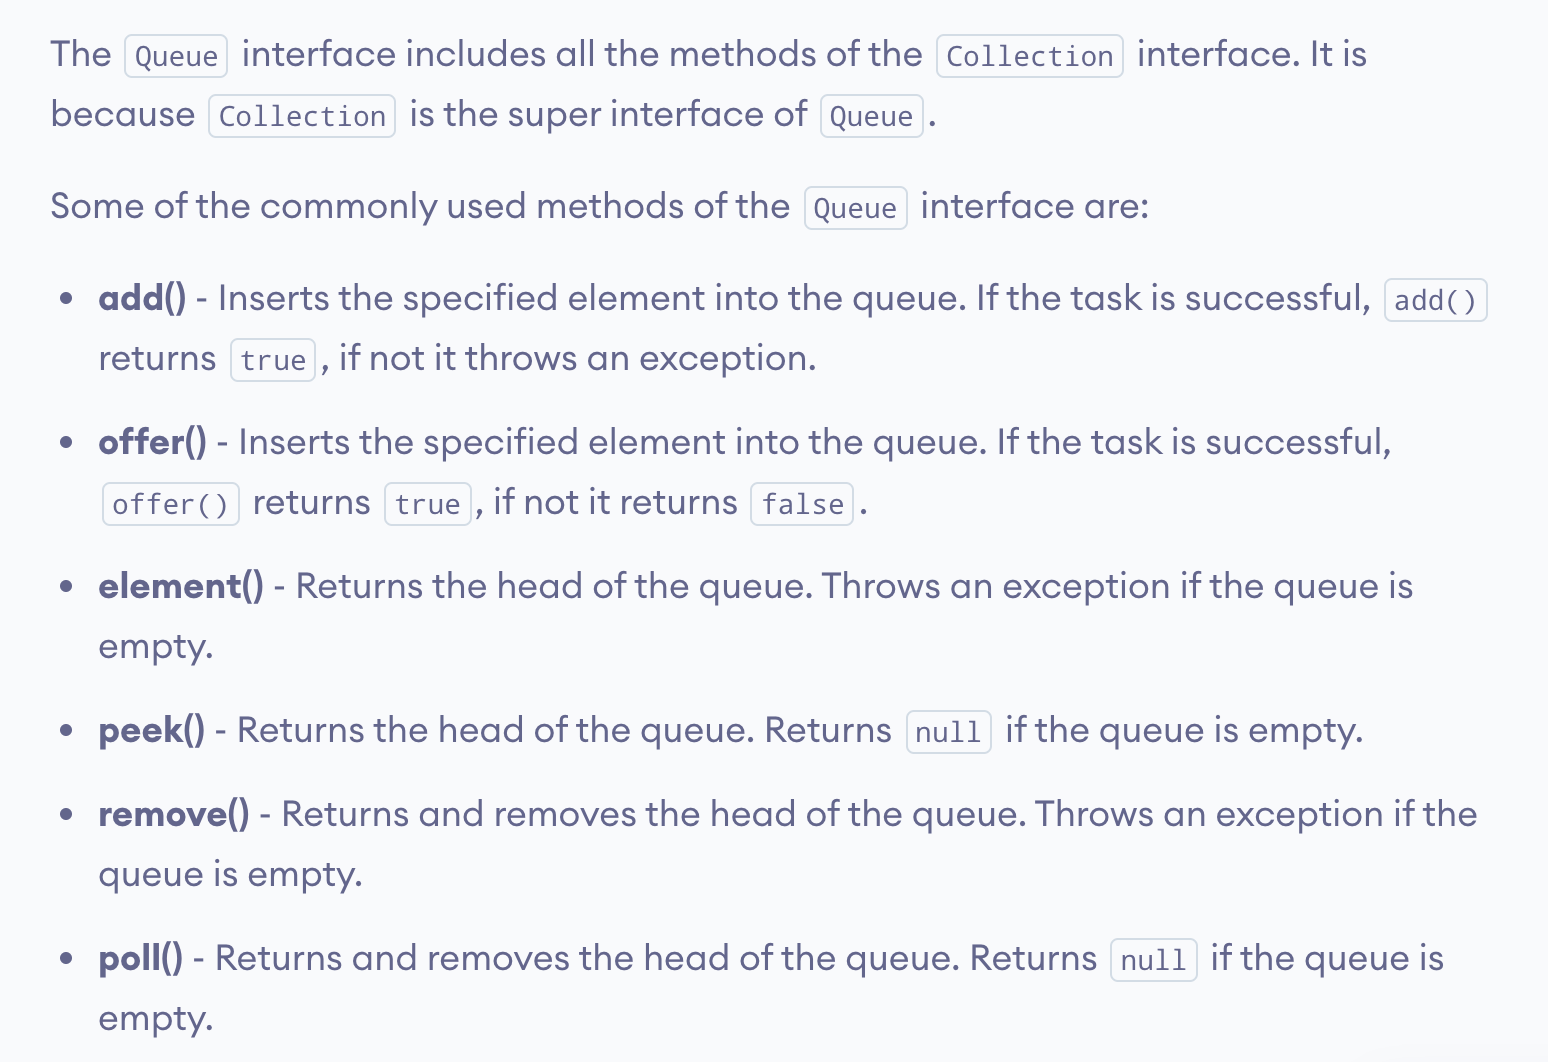 The Queue interface includes all the methods of the Collection interface. It is
because Collection is the super interface of Queue.
Some of the commonly used methods of the Queue interface are:
• add() - Inserts the specified element into the queue. If the task is successful, add()
returns true, if not it throws an exception.
• offer() - Inserts the specified element into the queue. If the task is successful,
offer() returns true, if not it returns false.
• element() - Returns the head of the queue. Throws an exception if the queue is
empty.
• peek() - Returns the head of the queue. Returns null if the queue is empty.
• remove() - Returns and removes the head of the queue. Throws an exception if the
queue is empty.
• poll() - Returns and removes the head of the queue. Returns null if the queue is
empty.